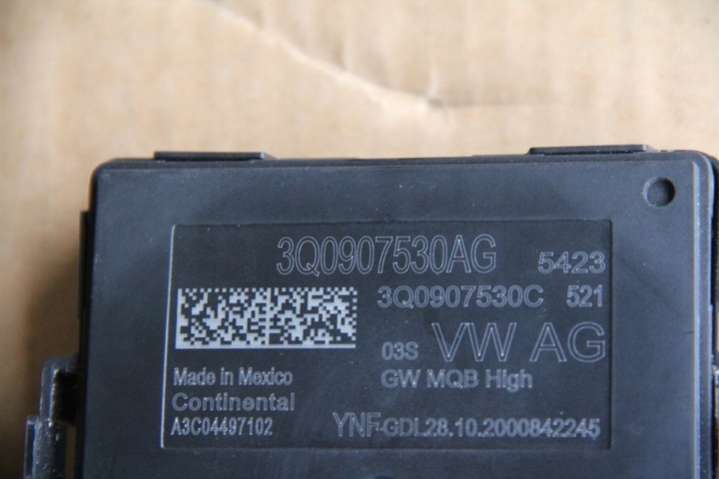 3Q0907530AG 5423
3Q0907530C 521
03S VW AG
Made in Mexico GW MQB High
Continental
A3C04497102 YNF-GDL28.10.2000842245